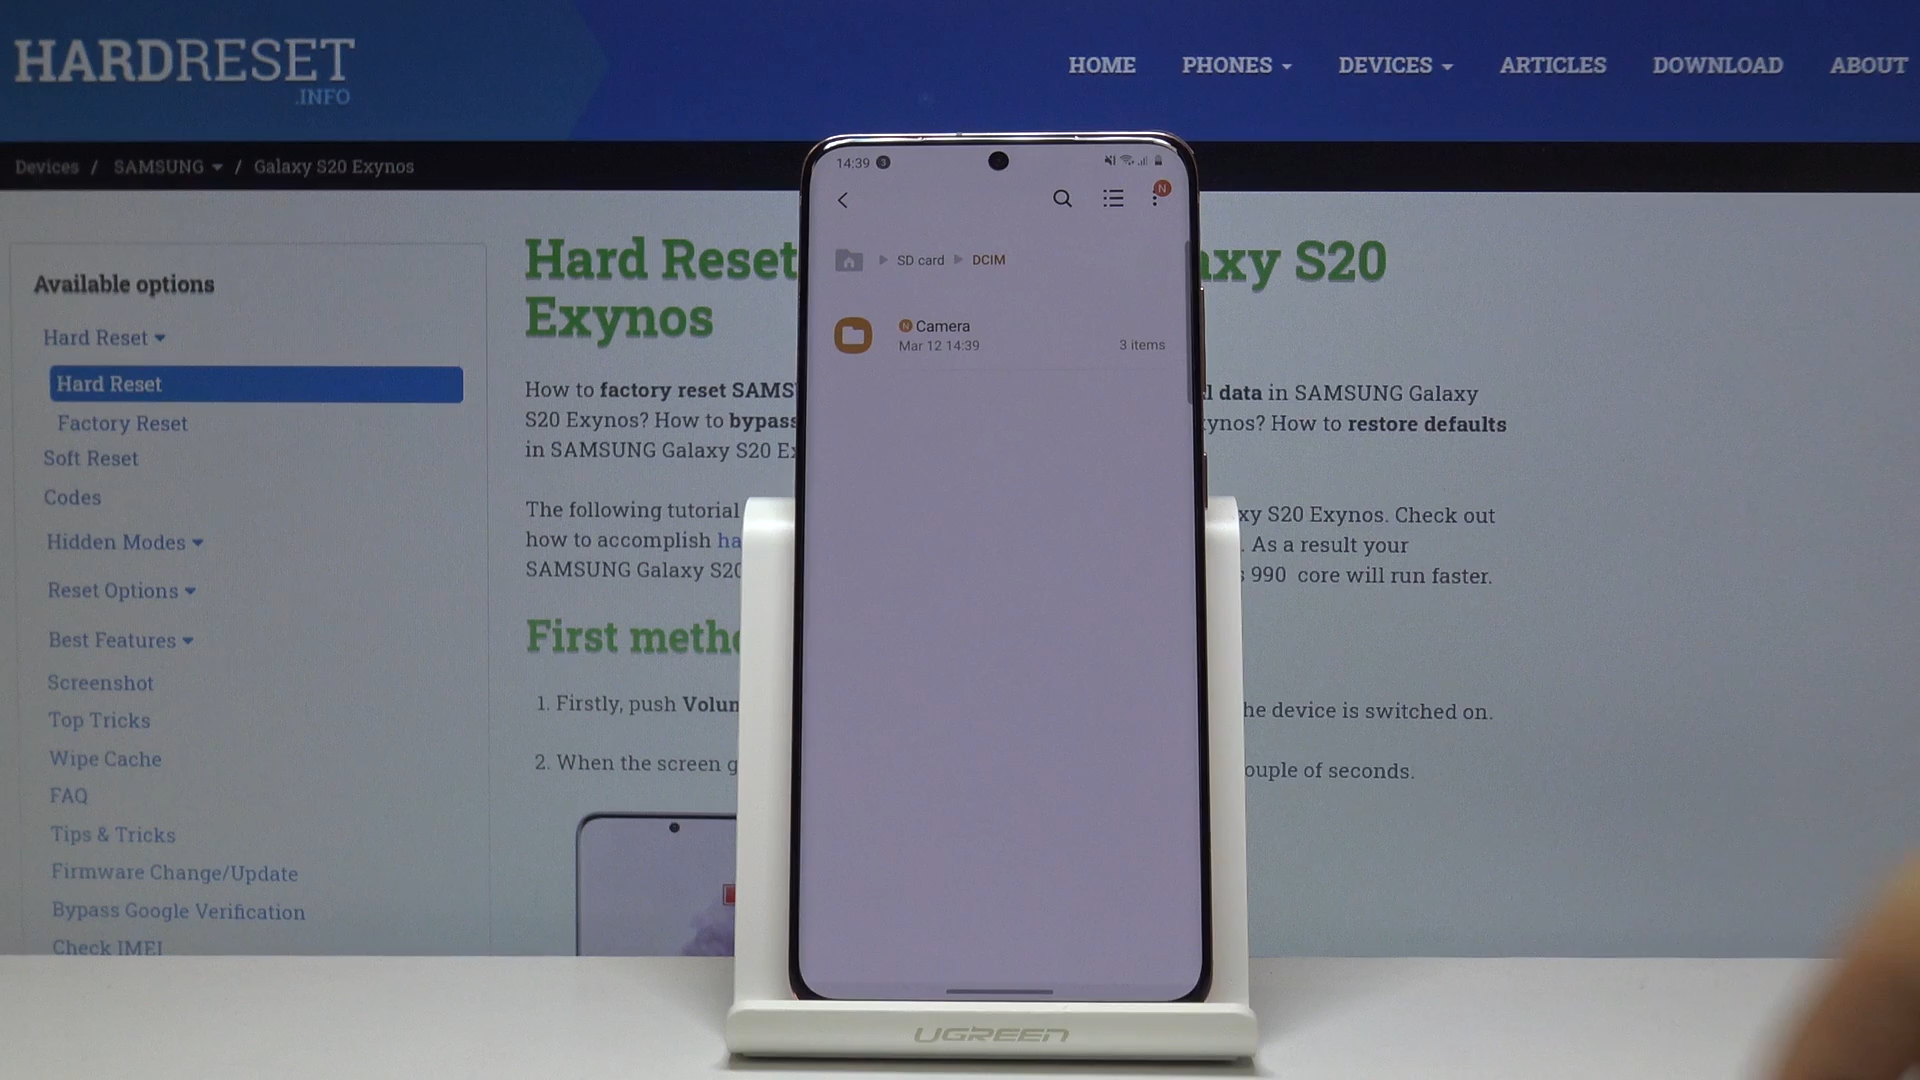 HARDRESET
.INFO
HOME PHONES DEVICES ARTICLES DOWNLOAD ABOUT
Devices / SAMSUNG / Galaxy S20 Exynos
Available options
Hard Reset
Hard Reset
Factory Reset
Soft Reset
Codes
Hidden Modes
Reset Options
Best Features
Screenshot
Top Tricks
Wipe Cache
FAQ
Tips & Tricks
Firmware Change/Update
Bypass Google Verification
Check IMEI
Hard Reset axy S20
Exynos
How to factory reset SAMS l data in SAMSUNG Galaxy
S20 Exynos? How to bypass ynos? How to restore defaults
in SAMSUNG Galaxy S20 Ex
The following tutorial xy S20 Exynos. Check out
how to accomplish ha . As a result your
SAMSUNG Galaxy S20 990 core will run faster.
First metho
1. Firstly, push Volum he device is switched on.
2. When the screen g ouple of seconds.
14:39 3
N
SD card DCIM
N Camera
Mar 12 14:39 3 items
UGREEN